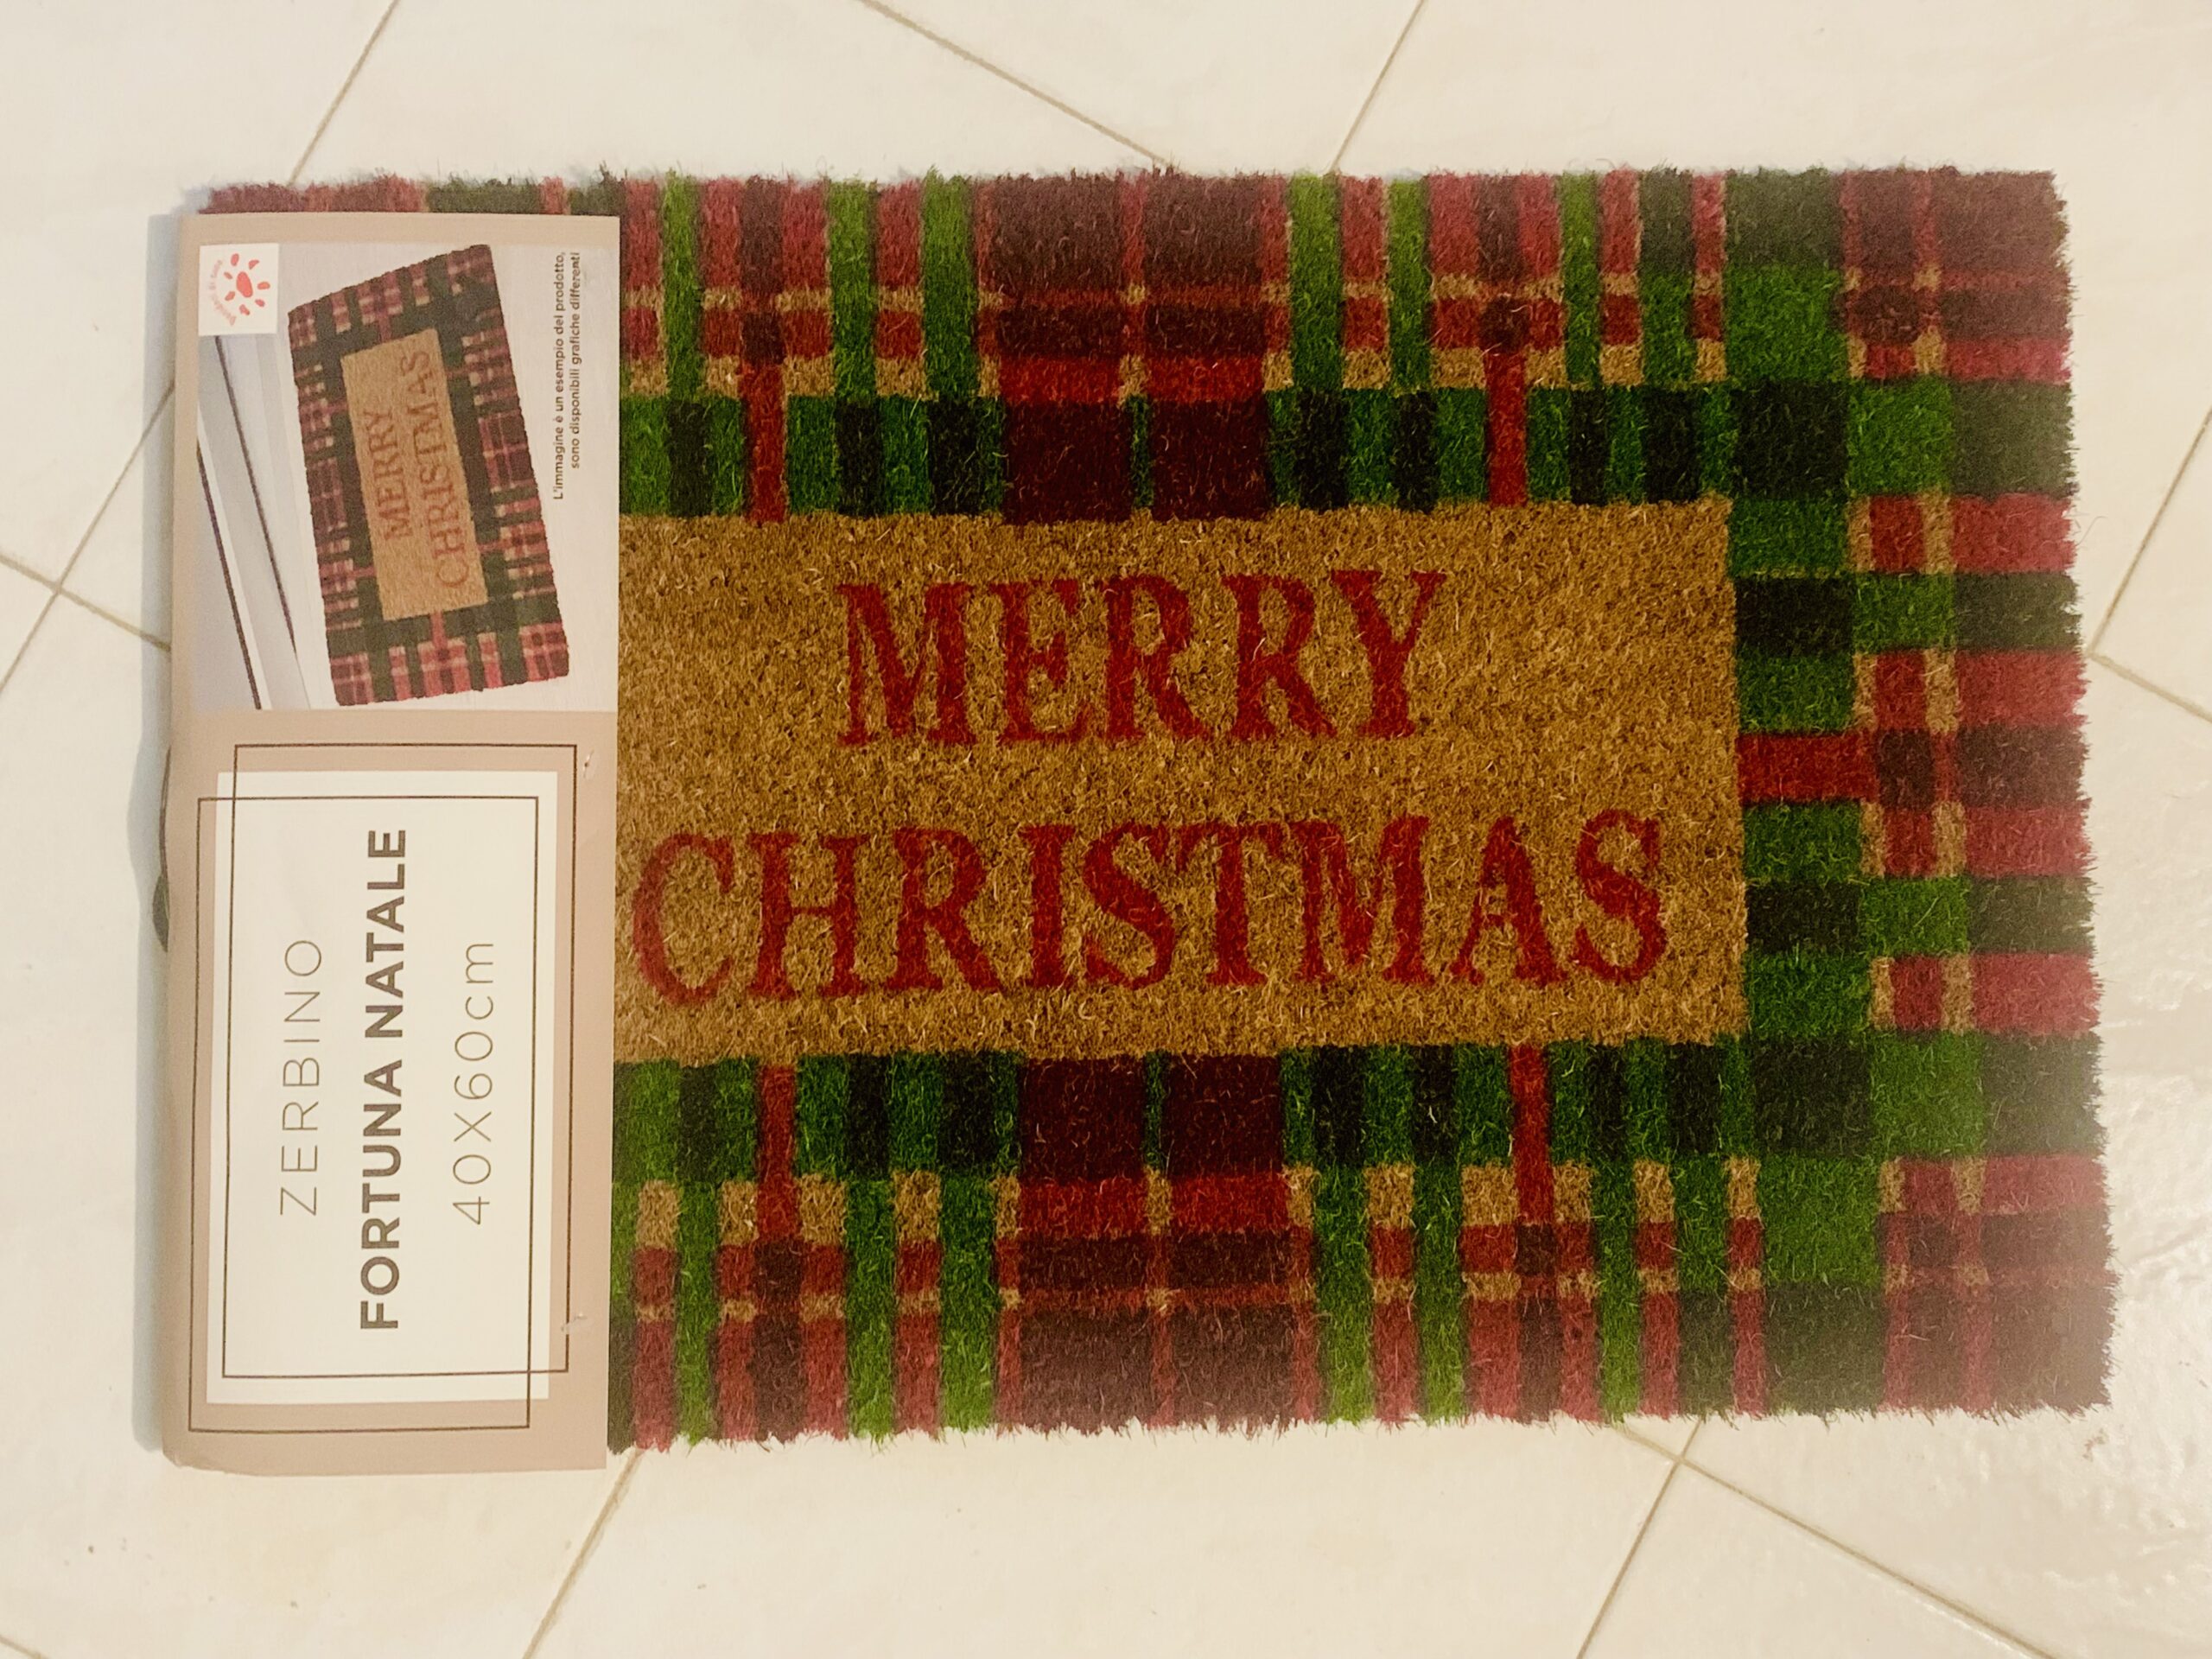 MERRY
CHRISTMAS
MERRY
CHRISTMAS
L'immagine è un esempio del prodotto,
sono disponibili grafiche differenti
ZERBINO
FORTUNA NATALE
40X60cm